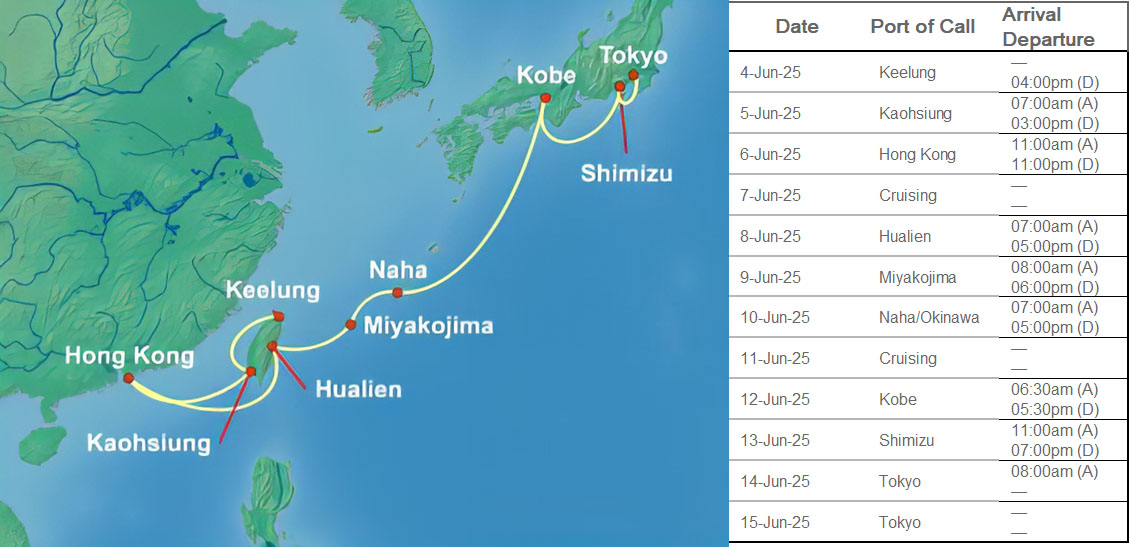 Tokyo
Kobe
Shimizu
Naha
Keelung
Miyakojima
Hong Kong
Hualien
Kaohsiung
Date Port of Call Arrival
Departure
4-Jun-25 Keelung —
04:00pm (D)
5-Jun-25 Kaohsiung 07:00am (A)
03:00pm (D)
6-Jun-25 Hong Kong 11:00am (A)
11:00pm (D)
7-Jun-25 Cruising —
—
8-Jun-25 Hualien 07:00am (A)
05:00pm (D)
9-Jun-25 Miyakojima 08:00am (A)
06:00pm (D)
10-Jun-25 Naha/Okinawa 07:00am (A)
05:00pm (D)
11-Jun-25 Cruising —
—
12-Jun-25 Kobe 06:30am (A)
05:30pm (D)
13-Jun-25 Shimizu 11:00am (A)
07:00pm (D)
14-Jun-25 Tokyo 08:00am (A)
—
15-Jun-25 Tokyo —
—